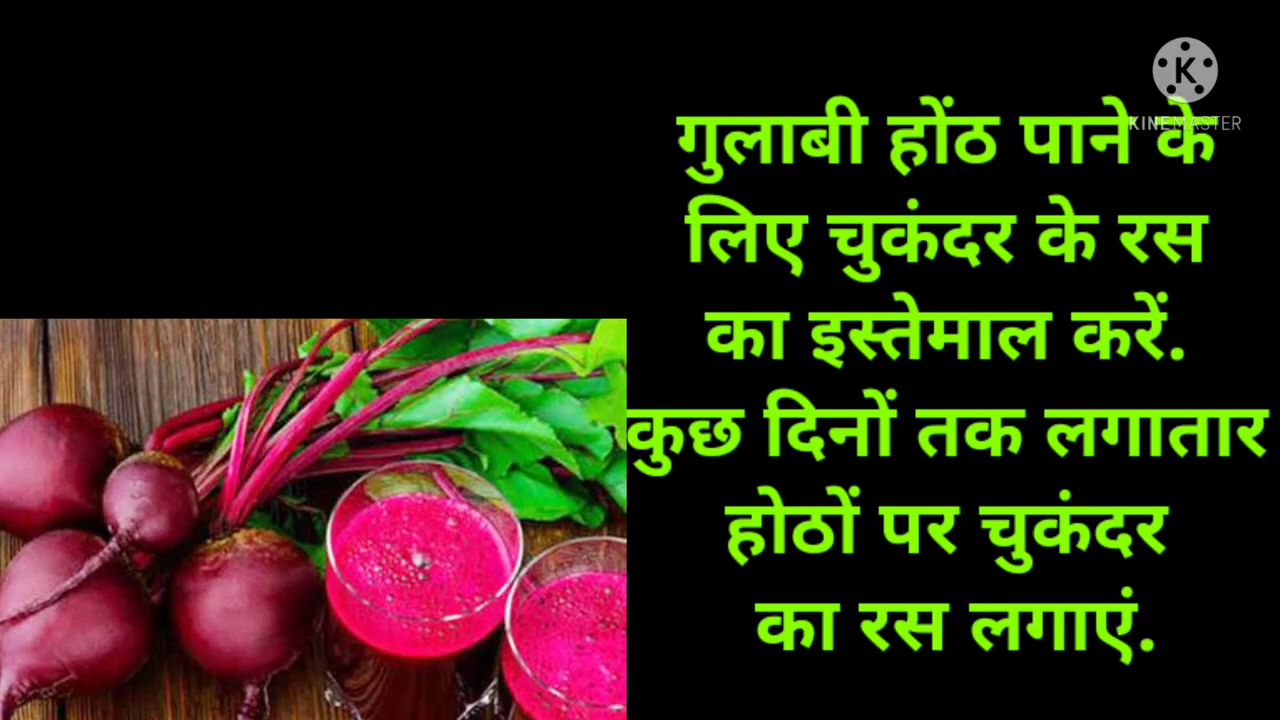 KINEMASTER
गुलाबी होंठ पाने के
लिए चुकंदर के रस
का इस्तेमाल करें.
कुछ दिनों तक लगातार
होठों पर चुकंदर
का रस लगाएं.